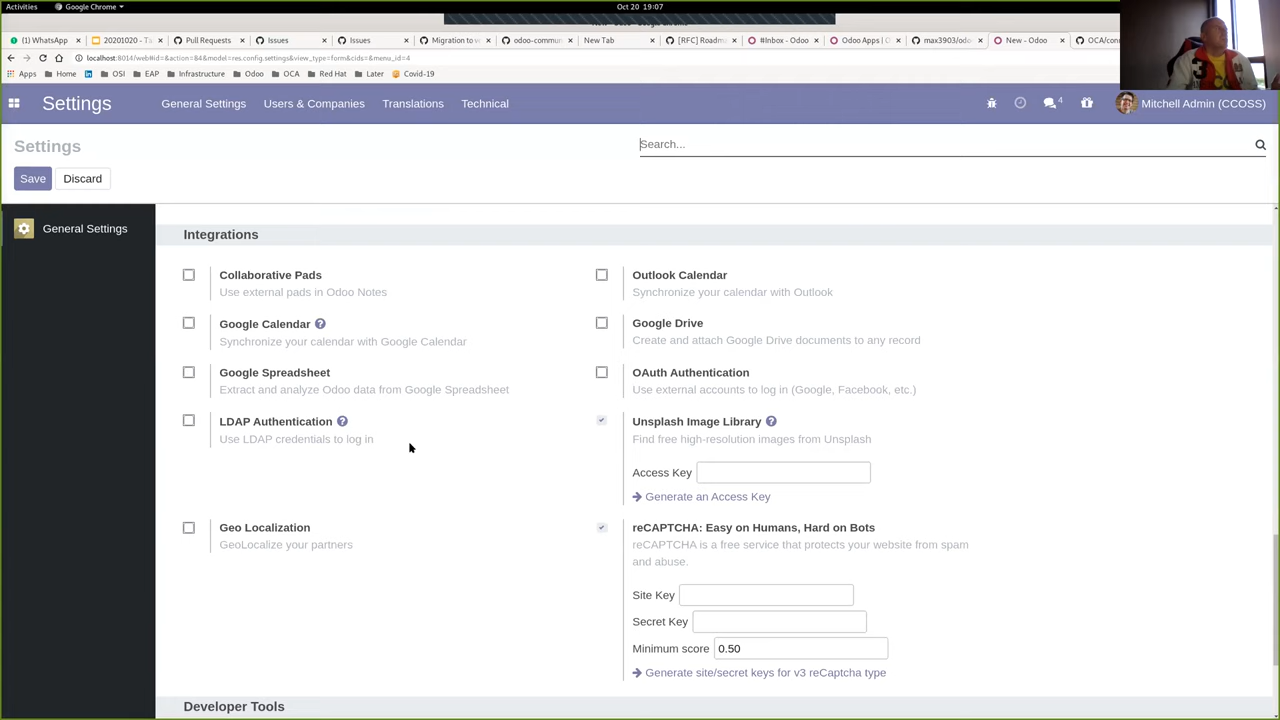 Activities
Google Chrome
Oct 20 19:07
(1) WhatsApp
20201020 - Ta
Pull Requests
Issues
Issues
Migration to v
odoo-commun
New Tab
[RFC] Roadm
#Inbox - Odoo
Odoo Apps | O
max3903/odo
New - Odoo
OCA/con
localhost:8014/web#id=&action=84&model=res.config.settings&view_type=form&cids=&menu_id=4
Apps
Home
OSI
EAP
Infrastructure
Odoo
OCA
Red Hat
Later
Covid-19
Settings
General Settings
Users & Companies
Translations
Technical
4
Mitchell Admin (CCOSS)
Settings
Search...
Save
Discard
General Settings
Integrations
Collaborative Pads
Use external pads in Odoo Notes
Outlook Calendar
Synchronize your calendar with Outlook
Google Calendar ?
Synchronize your calendar with Google Calendar
Google Drive
Create and attach Google Drive documents to any record
Google Spreadsheet
Extract and analyze Odoo data from Google Spreadsheet
OAuth Authentication
Use external accounts to log in (Google, Facebook, etc.)
LDAP Authentication ?
Use LDAP credentials to log in
Unsplash Image Library ?
Find free high-resolution images from Unsplash
Access Key
Generate an Access Key
Geo Localization
GeoLocalize your partners
reCAPTCHA: Easy on Humans, Hard on Bots
reCAPTCHA is a free service that protects your website from spam
and abuse.
Site Key
Secret Key
Minimum score 0.50
Generate site/secret keys for v3 reCaptcha type
Developer Tools